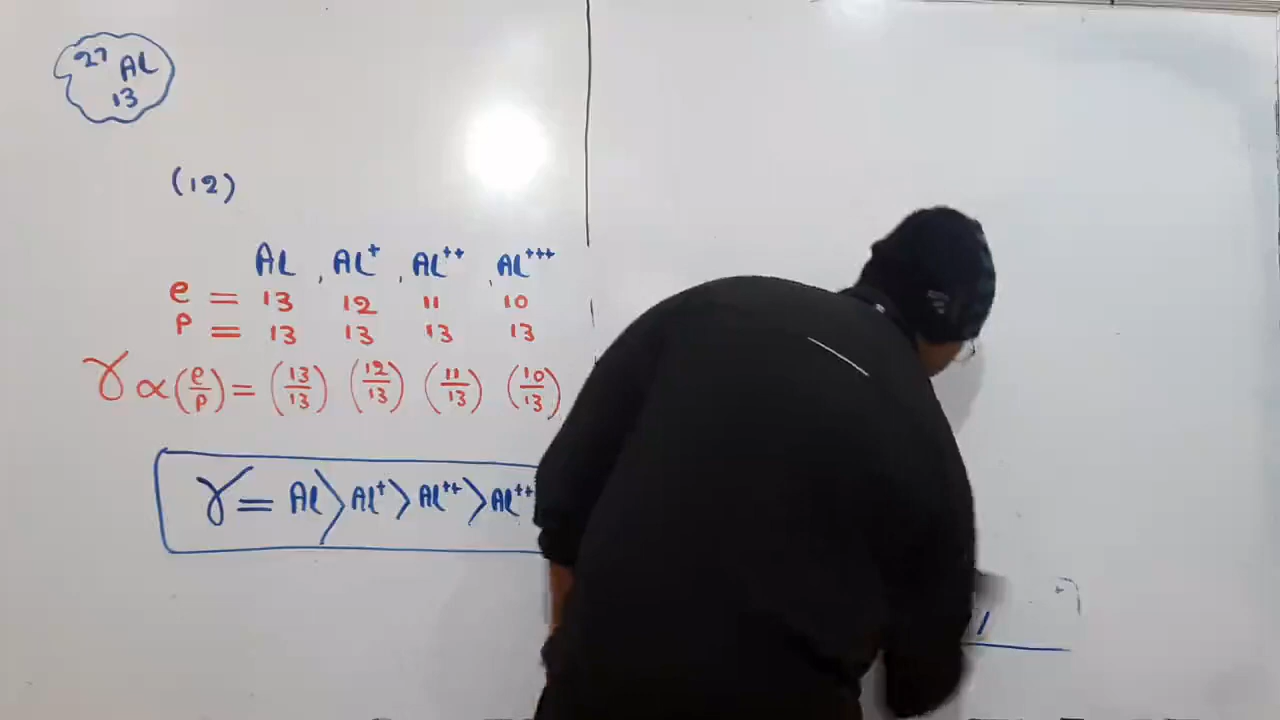 27 Al
13
(12)
Al , Al⁺ , Al⁺⁺ , Al⁺⁺⁺
e = 13 12 11 10
P = 13 13 13 13
γ ∝ (e/P) = (13/13) (12/13) (11/13) (10/13)
γ = Al > Al⁺ > Al⁺⁺ > Al⁺⁺